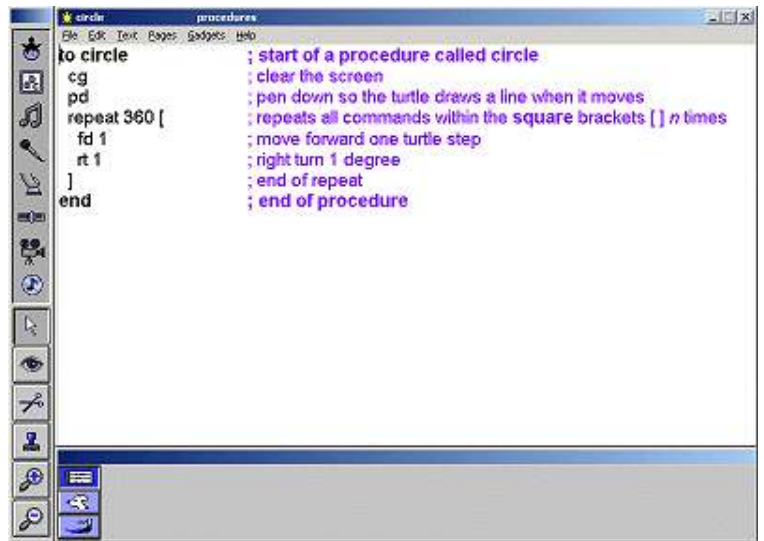 circle procedures
File Edit Text Pages Gadgets Help
to circle ; start of a procedure called circle
cg ; clear the screen
pd ; pen down so the turtle draws a line when it moves
repeat 360 [ ; repeats all commands within the square brackets [ ] n times
fd 1 ; move forward one turtle step
rt 1 ; right turn 1 degree
] ; end of repeat
end ; end of procedure